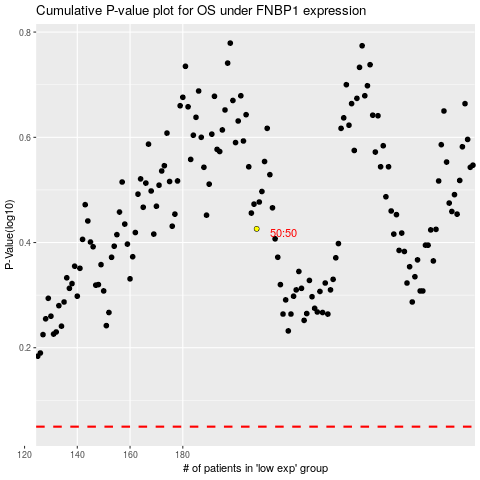 Cumulative P-value plot for OS under FNBP1 expression
P-Value(log10)
0.8
0.6
0.4
0.2
50:50
120 140 160 180
# of patients in 'low exp' group